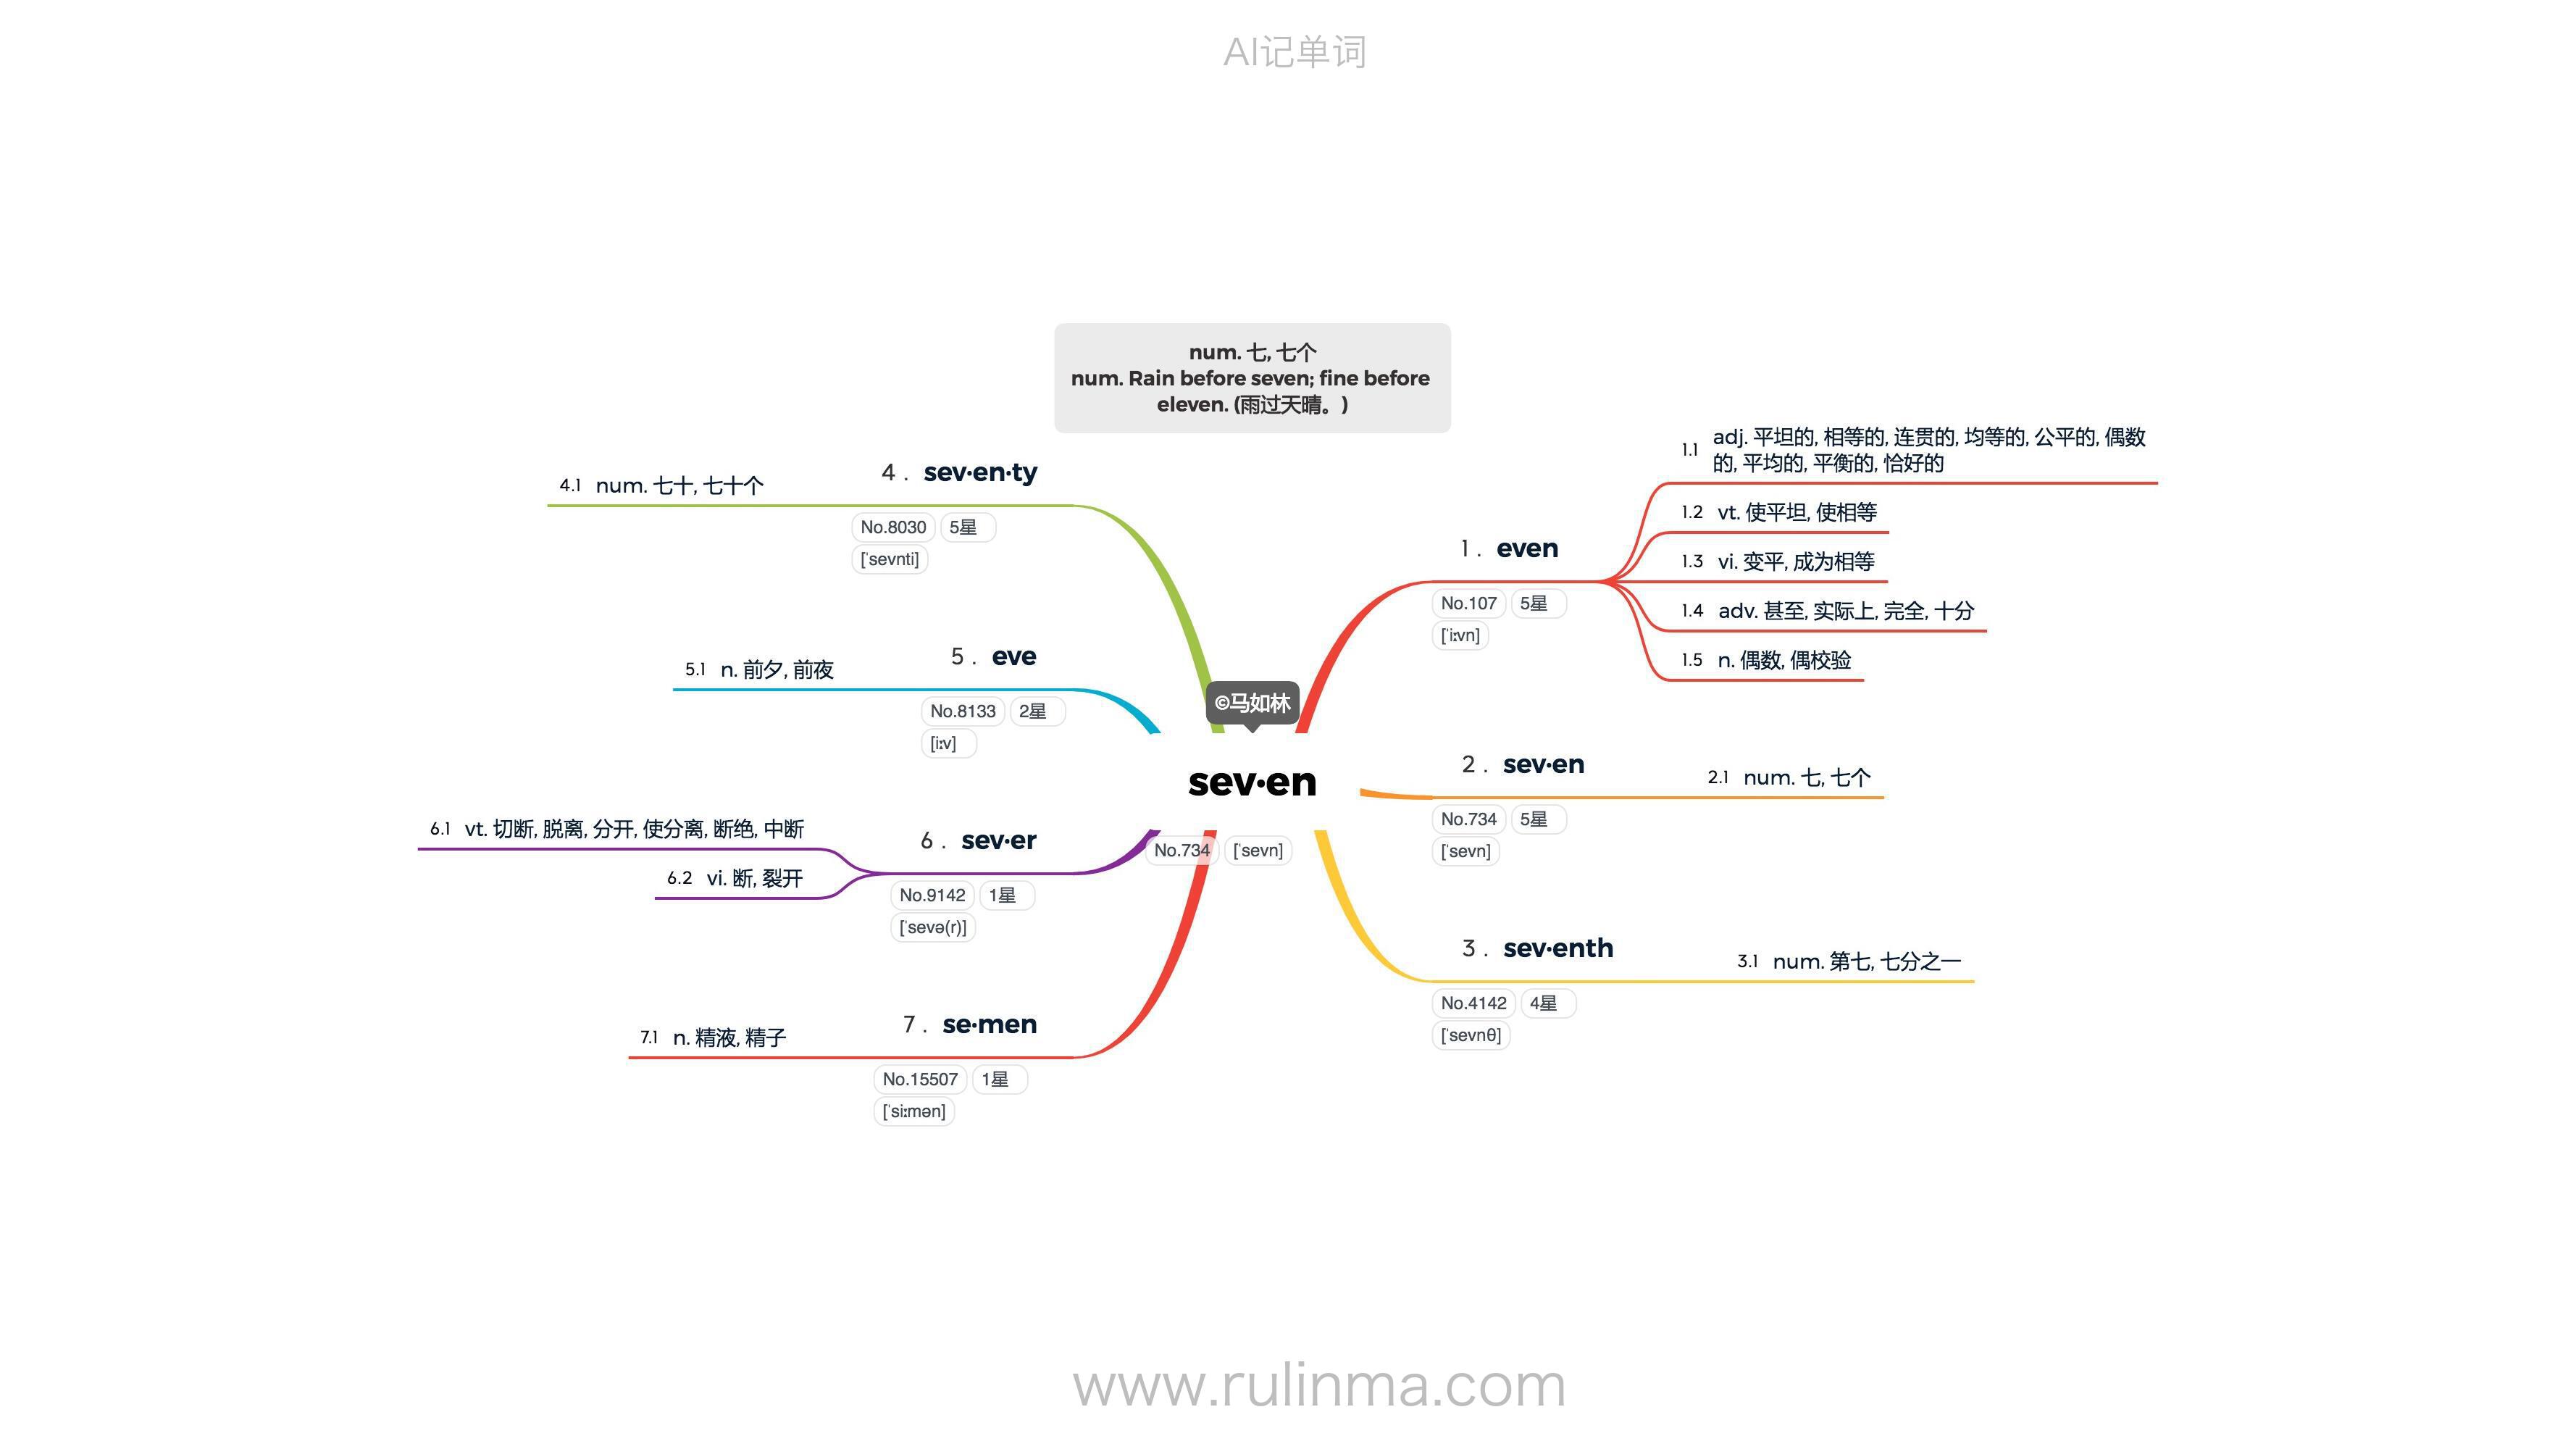 AI记单词
num. 七, 七个
num. Rain before seven; fine before
eleven. (雨过天晴。)
©马如林
sev·en
No.734 [ˈsevn]
1 . even
No.107 5星
[ˈiːvn]
1.1 adj. 平坦的, 相等的, 连贯的, 均等的, 公平的, 偶数
的, 平均的, 平衡的, 恰好的
1.2 vt. 使平坦, 使相等
1.3 vi. 变平, 成为相等
1.4 adv. 甚至, 实际上, 完全, 十分
1.5 n. 偶数, 偶校验
2 . sev·en
No.734 5星
[ˈsevn]
2.1 num. 七, 七个
3 . sev·enth
No.4142 4星
[ˈsevnθ]
3.1 num. 第七, 七分之一
4 . sev·en·ty
No.8030 5星
[ˈsevnti]
4.1 num. 七十, 七十个
5 . eve
No.8133 2星
[iːv]
5.1 n. 前夕, 前夜
6 . sev·er
No.9142 1星
[ˈsevə(r)]
6.1 vt. 切断, 脱离, 分开, 使分离, 断绝, 中断
6.2 vi. 断, 裂开
7 . se·men
No.15507 1星
[ˈsiːmən]
7.1 n. 精液, 精子
www.rulinma.com